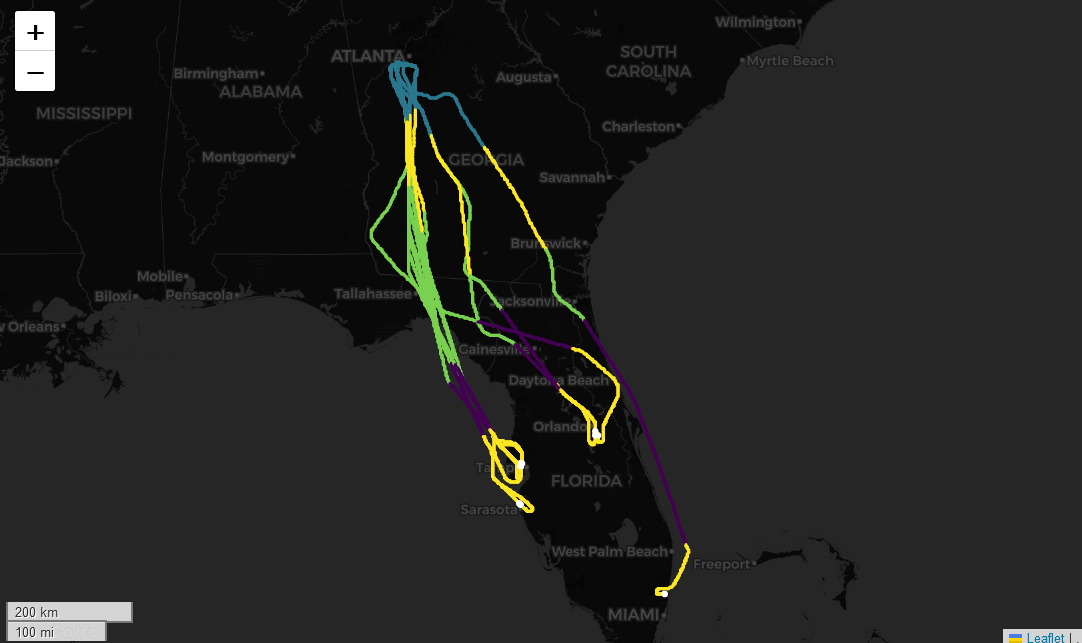 +
−
Wilmington
ATLANTA
SOUTH
CAROLINA
Myrtle Beach
Birmingham
Augusta
ALABAMA
MISSISSIPPI
Charleston
Jackson
Montgomery
GEORGIA
Savannah
Brunswick
Mobile
Biloxi
Pensacola
Tallahassee
Jacksonville
w Orleans
Gainesville
Daytona Beach
Orlando
FLORIDA
Sarasota
West Palm Beach
Freeport
MIAMI
200 km
100 mi
Leaflet |